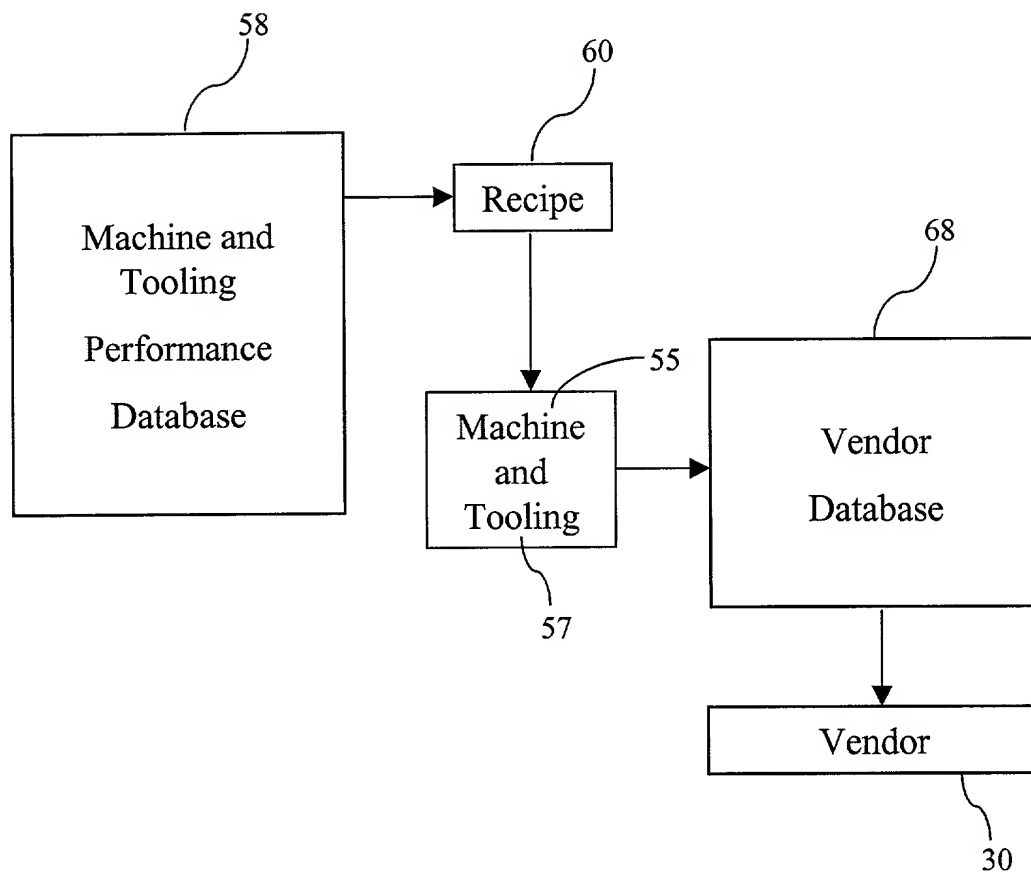 58
60
Machine and
Tooling
Performance
Database
Recipe
68
55
Machine
and
Tooling
57
Vendor
Database
Vendor
30